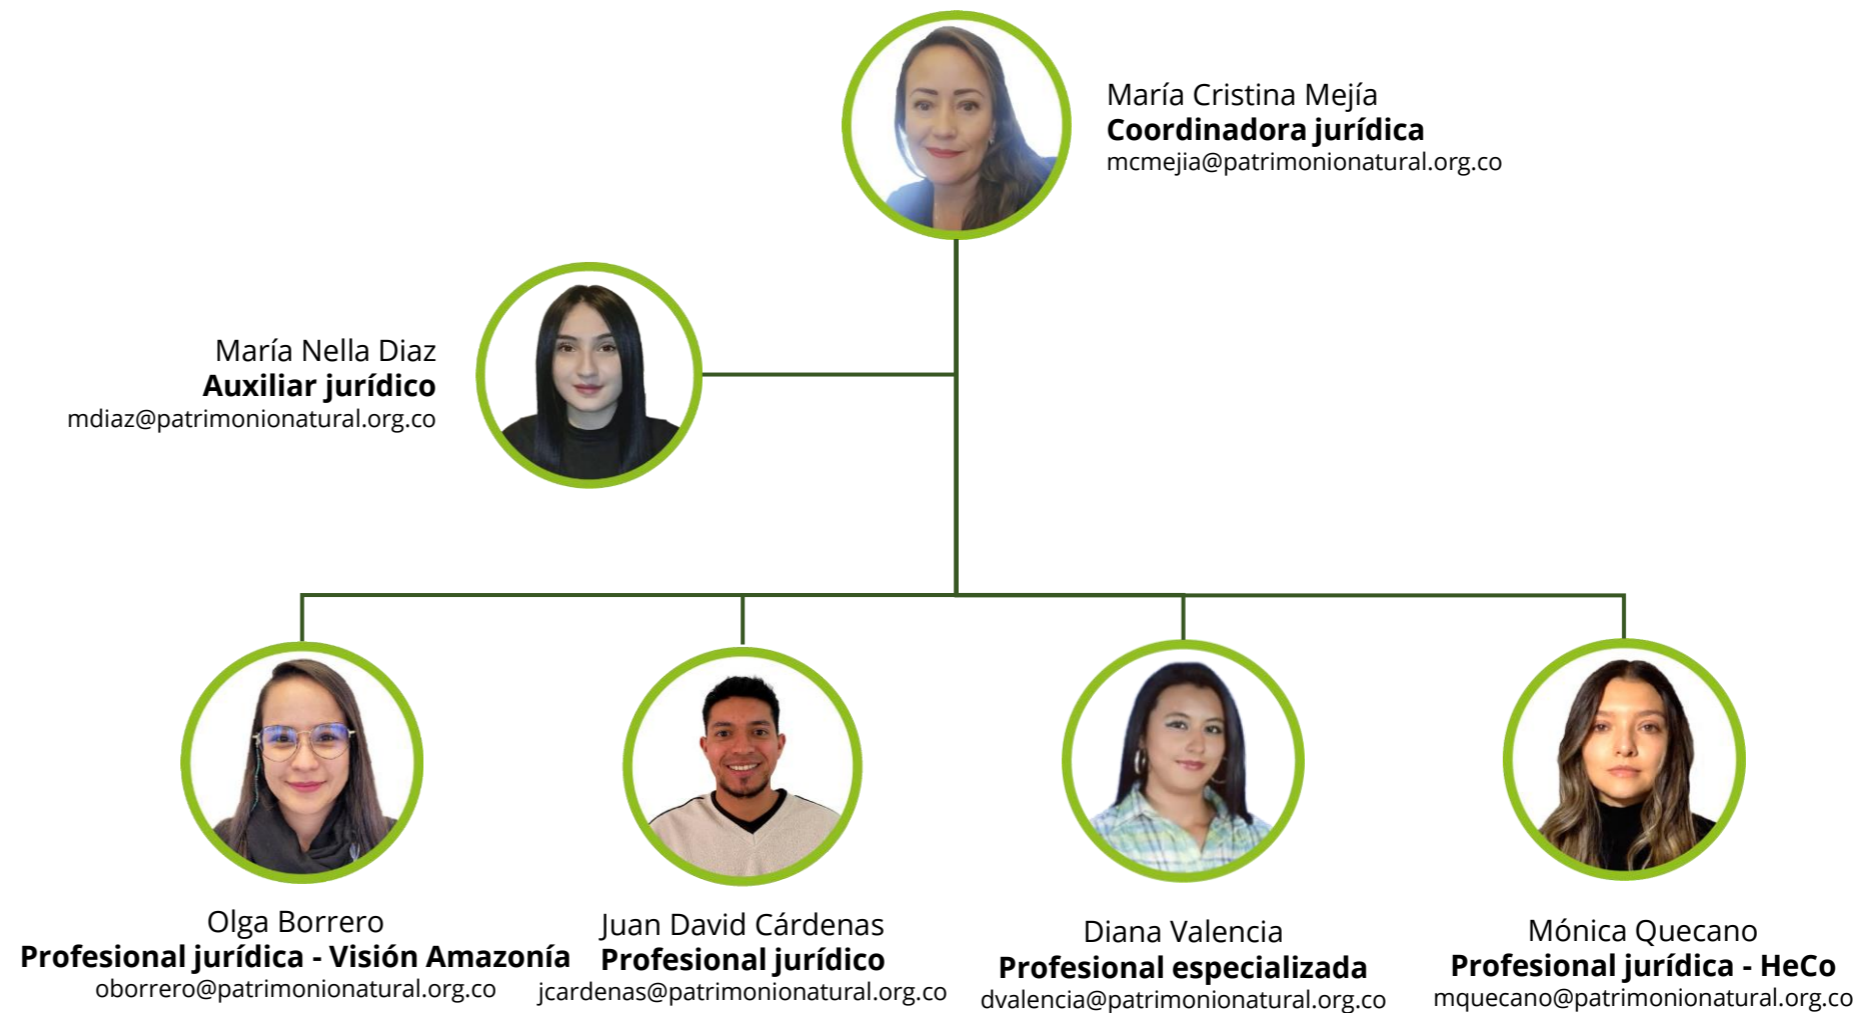 María Cristina Mejía
Coordinadora jurídica
mcmejia@patrimonionatural.org.co
María Nella Diaz
Auxiliar jurídico
mdiaz@patrimonionatural.org.co
Olga Borrero
Profesional jurídica - Visión Amazonía
oborrero@patrimonionatural.org.co
Juan David Cárdenas
Profesional jurídico
jcardenas@patrimonionatural.org.co
Diana Valencia
Profesional especializada
dvalencia@patrimonionatural.org.co
Mónica Quecano
Profesional jurídica - HeCo
mquecano@patrimonionatural.org.co